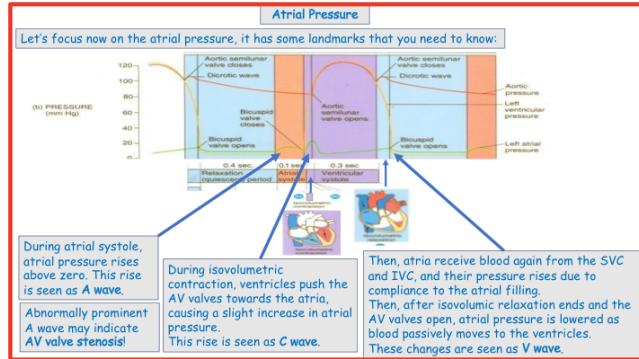 Atrial Pressure
Let's focus now on the atrial pressure, it has some landmarks that you need to know:
Aortic semilunar
valve closes
Dicrotic wave
Aortic semilunar
valve closes
Dicrotic wave
120
100
80
60
40
20
0
(b) PRESSURE
(mm Hg)
Bicuspid
valve
closes
Aortic
semilunar
valve opens
Bicuspid
valve opens
Bicuspid
valve opens
Aortic
pressure
Left
ventricular
pressure
Left atrial
pressure
0.4 sec
0.1 sec
0.3 sec
Relaxation
(quiescent) period
Atrial
systole
Ventricular
systole
During atrial systole,
atrial pressure rises
above zero. This rise
is seen as A wave.
Abnormally prominent
A wave may indicate
AV valve stenosis!
During isovolumetric
contraction, ventricles push the
AV valves towards the atria,
causing a slight increase in atrial
pressure.
This rise is seen as C wave.
Then, atria receive blood again from the SVC
and IVC, and their pressure rises due to
compliance to the atrial filling.
Then, after isovolumic relaxation ends and the
AV valves open, atrial pressure is lowered as
blood passively moves to the ventricles.
These changes are seen as V wave.